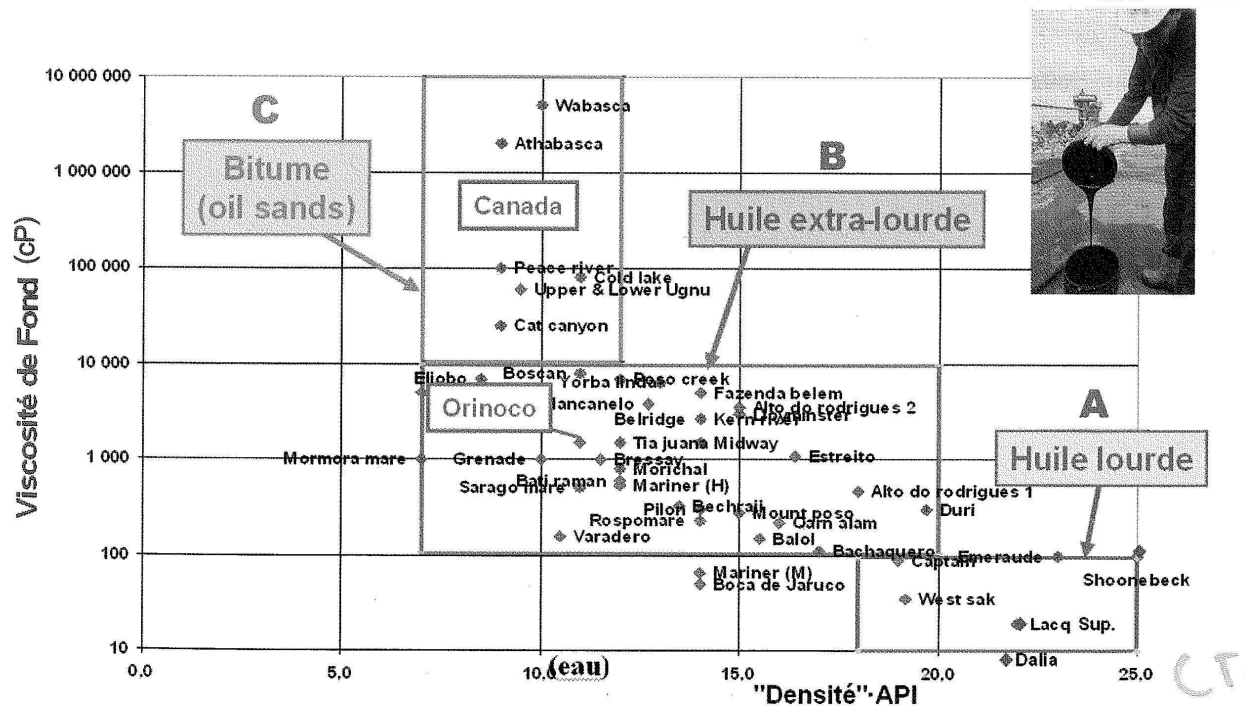 10 000 000
1 000 000
100 000
10 000
1 000
100
10
Viscosité de Fond (cP)
C
Bitume
(oil sands)
Wabasca
Athabasca
Canada
B
Huile extra-lourde
Peace river
Cold lake
Upper & Lower Ugnu
Cat canyon
Eliobo
Boscan
Yorba linda
Poso creek
Fazenda belem
Orinoco
Alto do rodrigues 2
Belridge
Tia juana
Midway
A
Huile lourde
Mormora mare
Grenade
Bressay
Morichal
Estreito
Sarago mare
Bati raman
Mariner (H)
Alto do rodrigues 1
Duri
Pilon
Bechraji
Mount poso
Rospomare
Qarn alam
Varadero
Balol
Bachaquero
Emeraude
Captain
Shoonebeck
Mariner (M)
Boca de Jaruco
West sak
Lacq Sup.
Dalia
0,0
5,0
10,0
(eau)
15,0
20,0
25,0
"Densité"·API